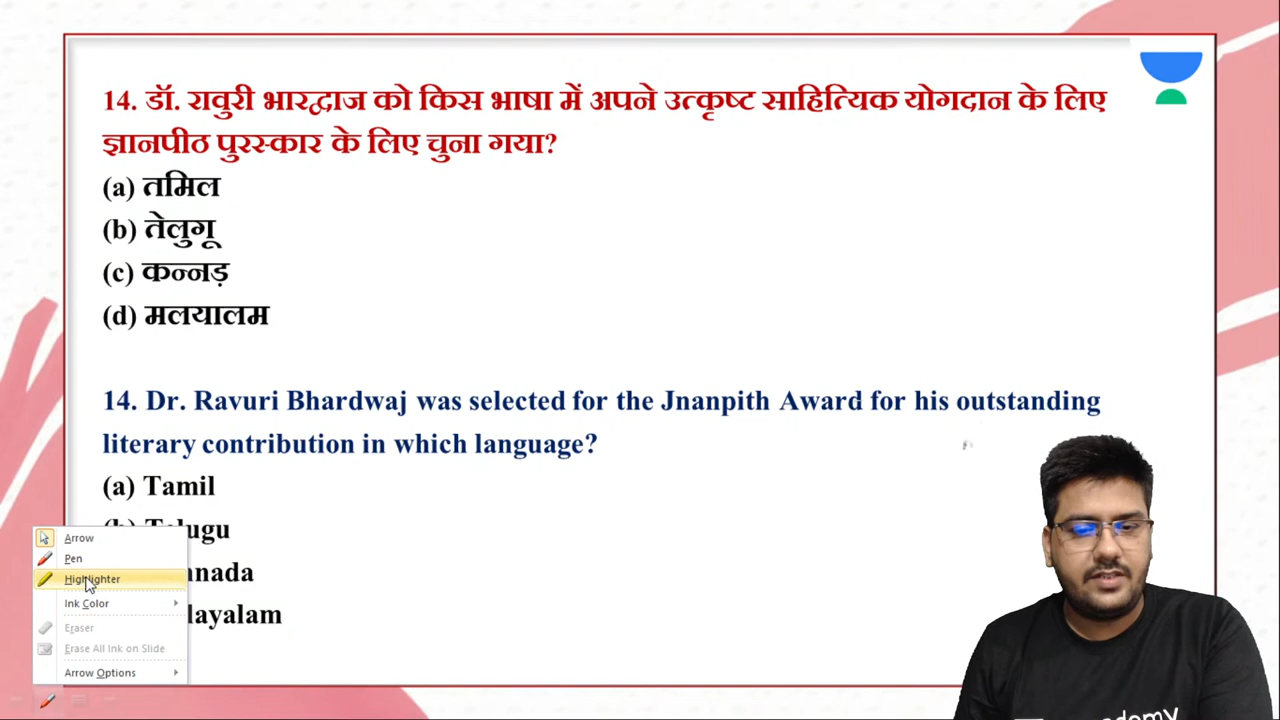 14. डॉ. रावुरी भारद्वाज को किस भाषा में अपने उत्कृष्ट साहित्यिक योगदान के लिए
ज्ञानपीठ पुरस्कार के लिए चुना गया?
(a) तमिल
(b) तेलुगू
(c) कन्नड़
(d) मलयालम
14. Dr. Ravuri Bhardwaj was selected for the Jnanpith Award for his outstanding
literary contribution in which language?
(a) Tamil
Arrow
Pen
Highlighter
Ink Color
Eraser
Erase All Ink on Slide
Arrow Options